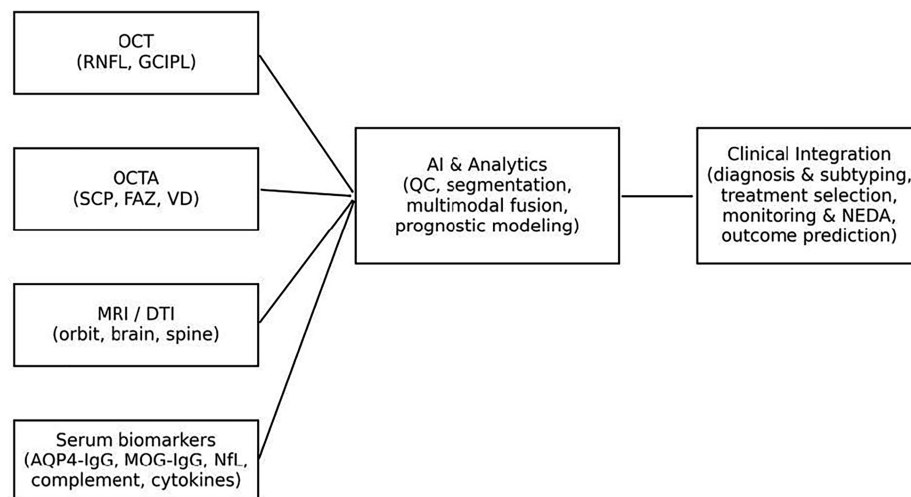 OCT
(RNFL, GCIPL)
OCTA
(SCP, FAZ, VD)
MRI / DTI
(orbit, brain, spine)
Serum biomarkers
(AQP4-IgG, MOG-IgG, NfL,
complement, cytokines)
AI & Analytics
(QC, segmentation,
multimodal fusion,
prognostic modeling)
Clinical Integration
(diagnosis & subtyping,
treatment selection,
monitoring & NEDA,
outcome prediction)